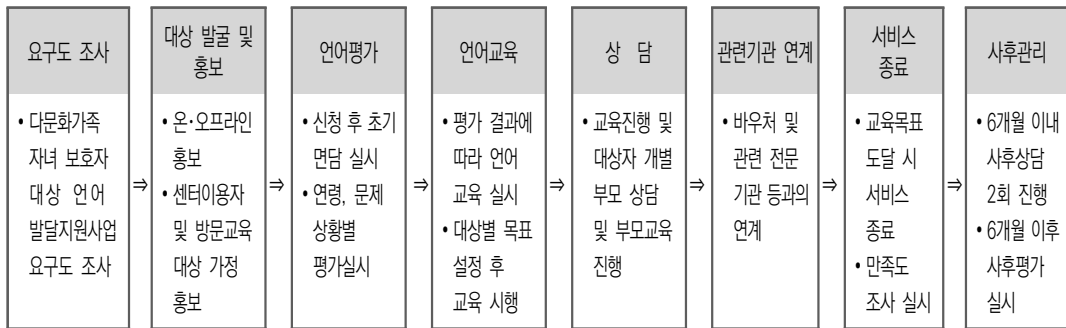 요구도 조사
• 다문화가족
자녀 보호자
대상 언어
발달지원사업
요구도 조사
⇒
대상 발굴 및
홍보
• 온·오프라인
홍보
• 센터이용자
및 방문교육
대상 가정
홍보
⇒
언어평가
• 신청 후 초기
면담 실시
• 연령, 문제
상황별
평가실시
⇒
언어교육
• 평가 결과에
따라 언어
교육 실시
• 대상별 목표
설정 후
교육 시행
⇒
상 담
• 교육진행 및
대상자 개별
부모 상담
및 부모교육
진행
⇒
관련기관 연계
• 바우처 및
관련 전문
기관 등과의
연계
⇒
서비스
종료
• 교육목표
도달 시
서비스
종료
• 만족도
조사 실시
⇒
사후관리
• 6개월 이내
사후상담
2회 진행
• 6개월 이후
사후평가
실시